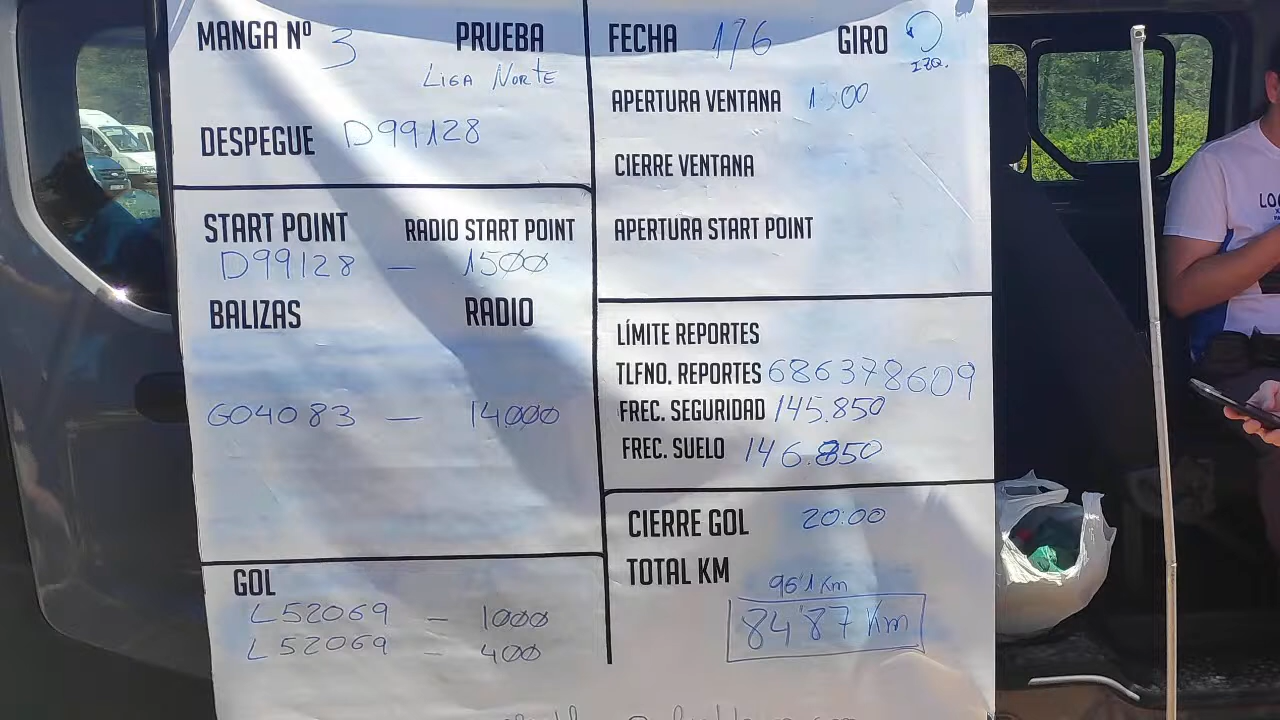 MANGA Nº 3 PRUEBA
LIGA NORTE
DESPEGUE D99128
START POINT RADIO START POINT
D99128 — 1500
BALIZAS RADIO
G04083 — 14.000
GOL
L52069 — 1000
L52069 — 400
FECHA 1/6 GIRO
IZQ.
APERTURA VENTANA
CIERRE VENTANA
APERTURA START POINT
LÍMITE REPORTES
TLFNO. REPORTES 686378609
FREC. SEGURIDAD 145.850
FREC. SUELO 146.850
CIERRE GOL 20:00
TOTAL KM 96'1 Km
84'87 Km